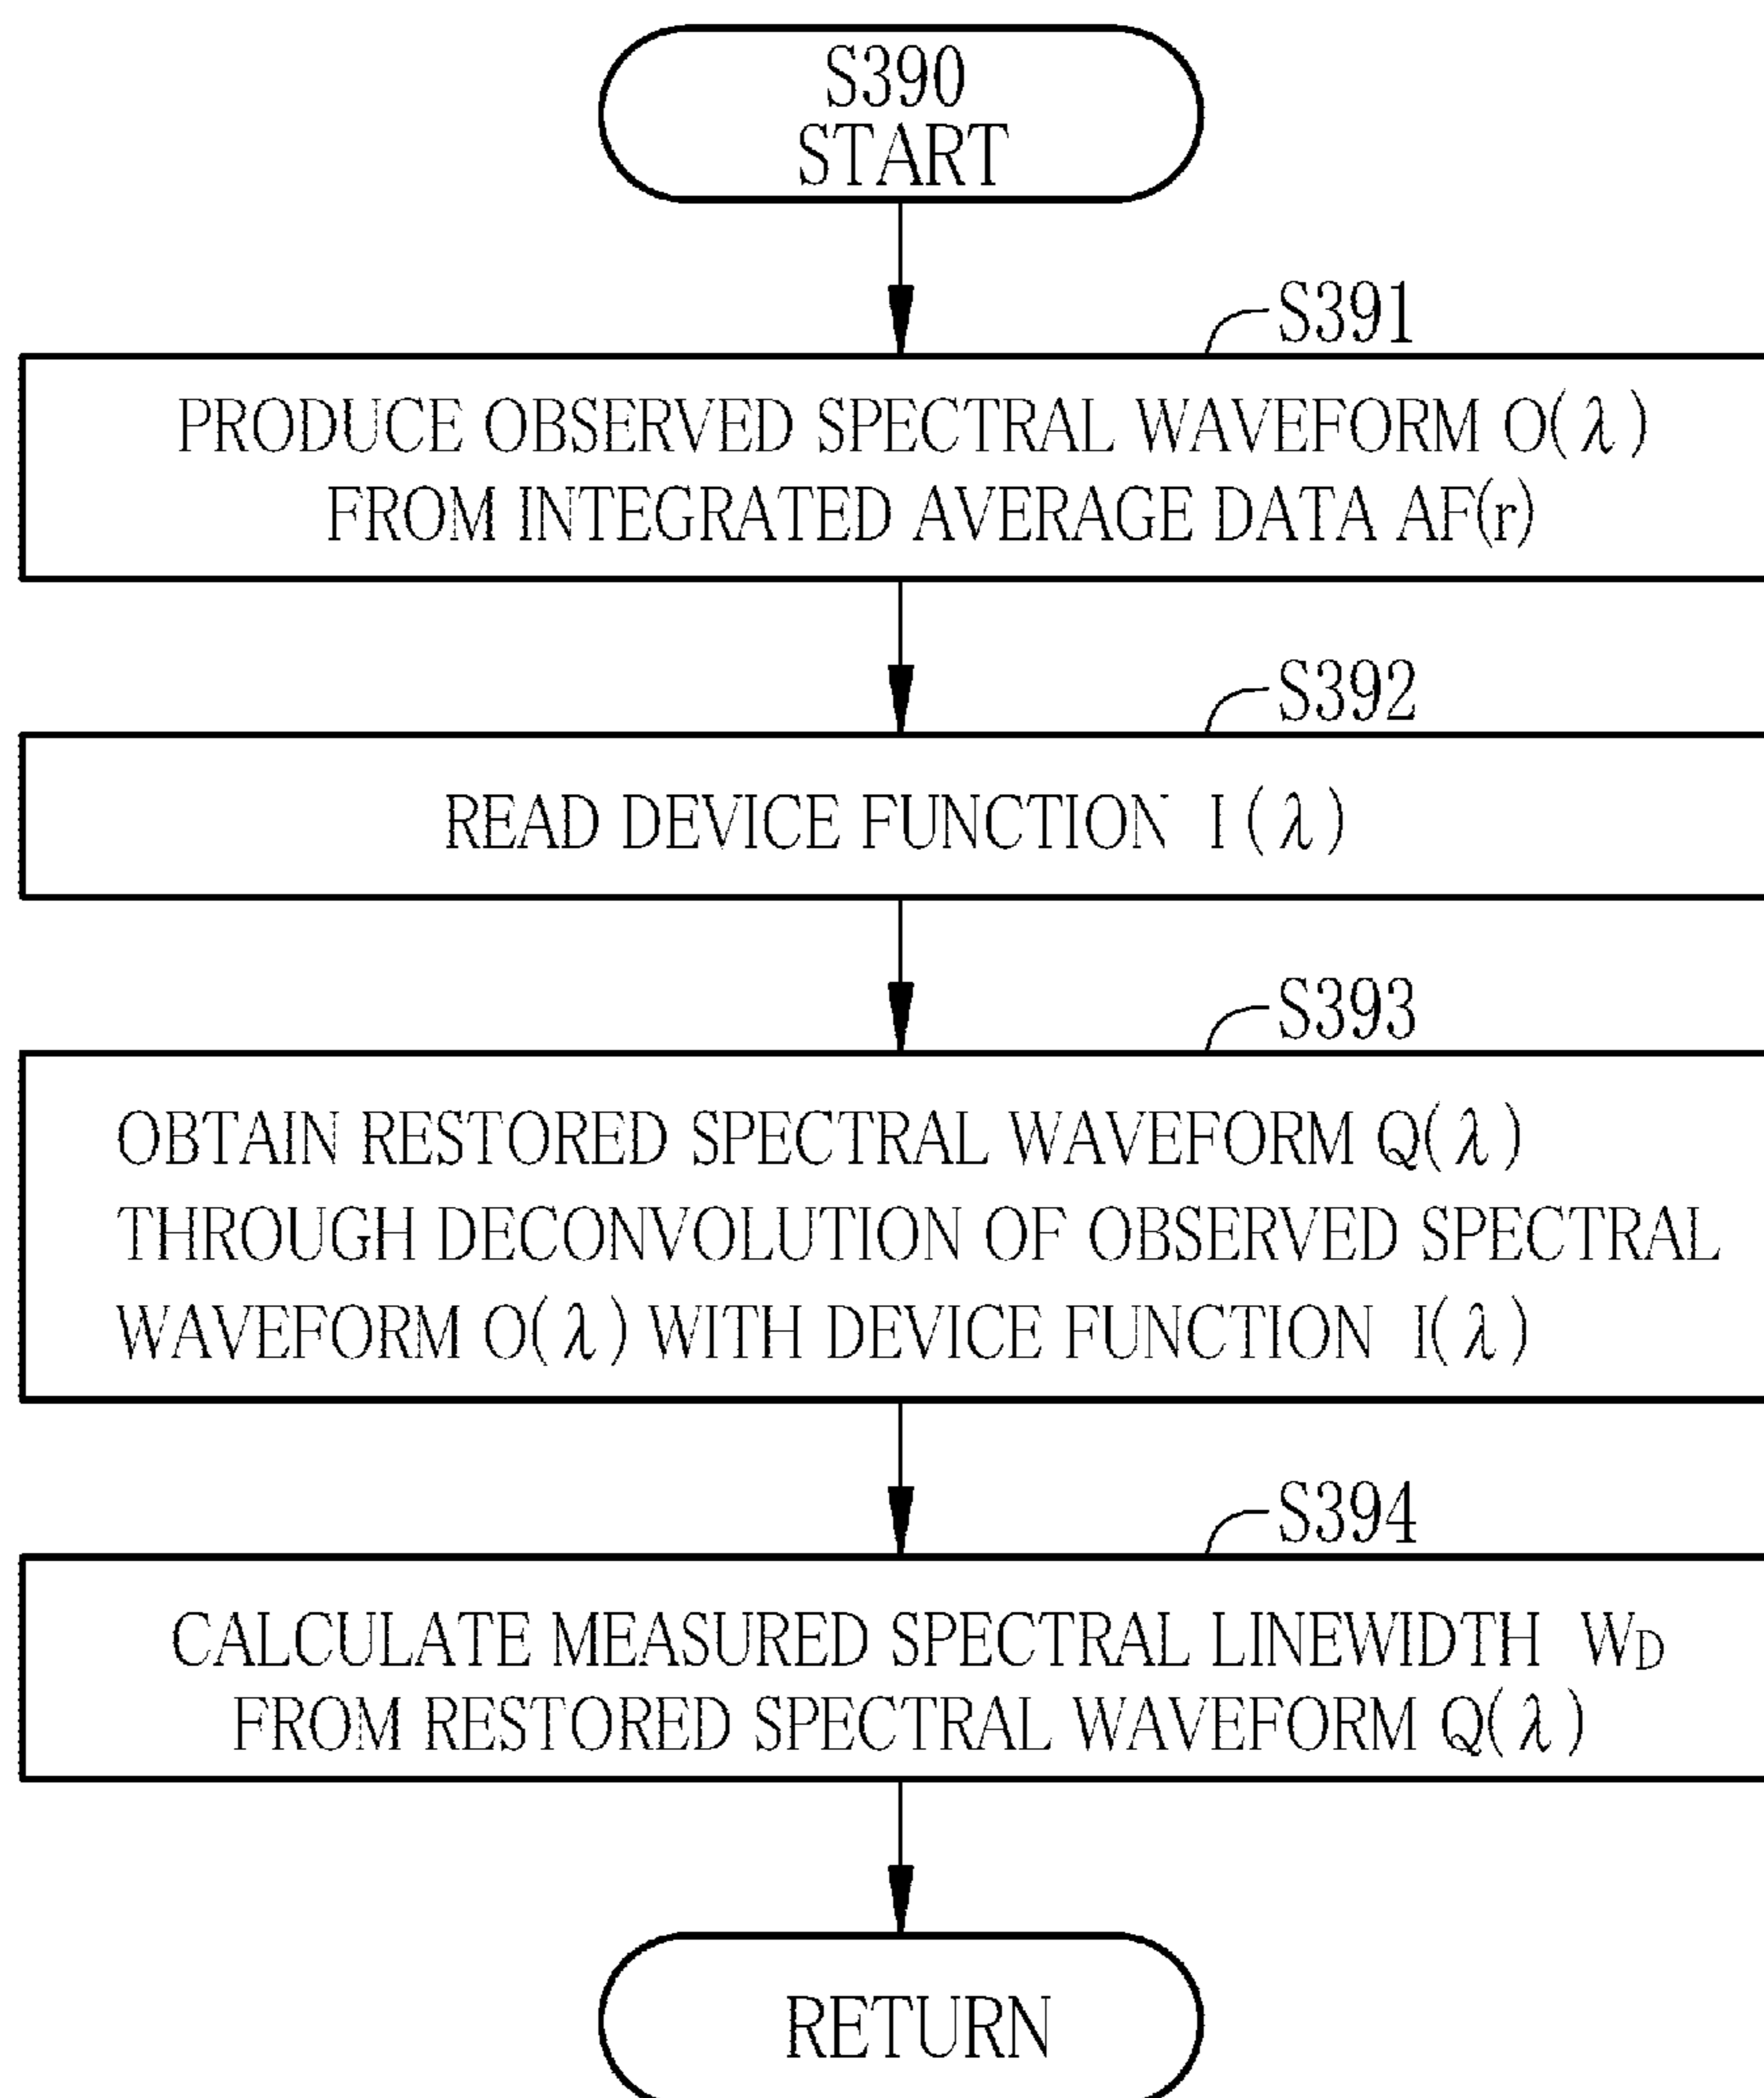 S390
START
S391
PRODUCE OBSERVED SPECTRAL WAVEFORM O(λ)
FROM INTEGRATED AVERAGE DATA AF(r)
S392
READ DEVICE FUNCTION I(λ)
S393
OBTAIN RESTORED SPECTRAL WAVEFORM Q(λ)
THROUGH DECONVOLUTION OF OBSERVED SPECTRAL
WAVEFORM O(λ) WITH DEVICE FUNCTION I(λ)
S394
CALCULATE MEASURED SPECTRAL LINEWIDTH WD
FROM RESTORED SPECTRAL WAVEFORM Q(λ)
RETURN